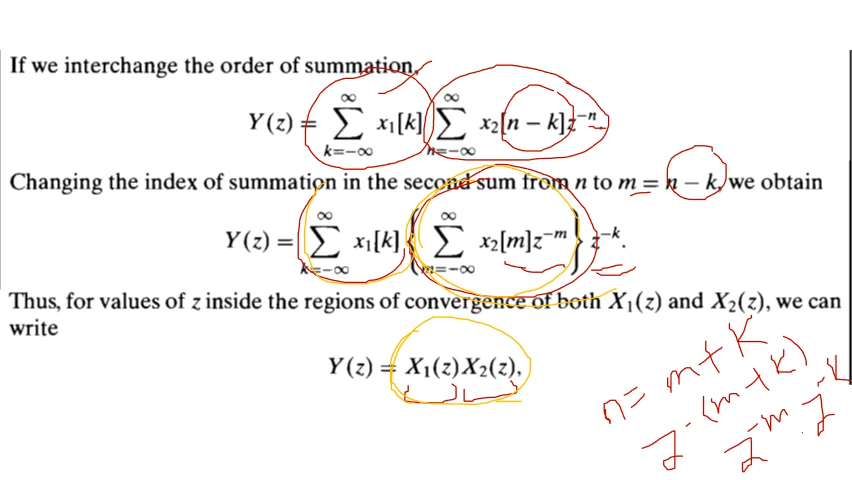 If we interchange the order of summation,
Y(z) = ∑_{k=−∞}^{∞} x₁[k] ∑_{n=−∞}^{∞} x₂[n − k]z^{−n}.
Changing the index of summation in the second sum from n to m = n − k, we obtain
Y(z) = ∑_{k=−∞}^{∞} x₁[k] { ∑_{m=−∞}^{∞} x₂[m]z^{−m} } z^{−k}.
Thus, for values of z inside the regions of convergence of both X₁(z) and X₂(z), we can
write
Y(z) = X₁(z)X₂(z),
n = m + k
z^{-(m+k)}
z^{-m} z^{-k}